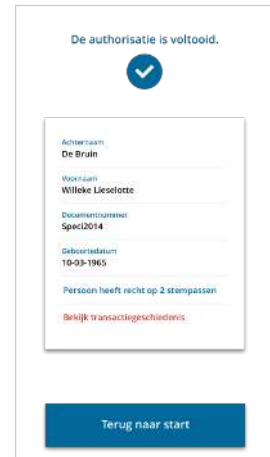 De authorisatie is voltooid.
Achternaam
De Bruin
Voornaam
Willeke Lieselotte
Documentnummer
Speci2014
Geboortedatum
10-03-1965
Persoon heeft recht op 2 stempassen
Bekijk transactiegeschiedenis
Terug naar start